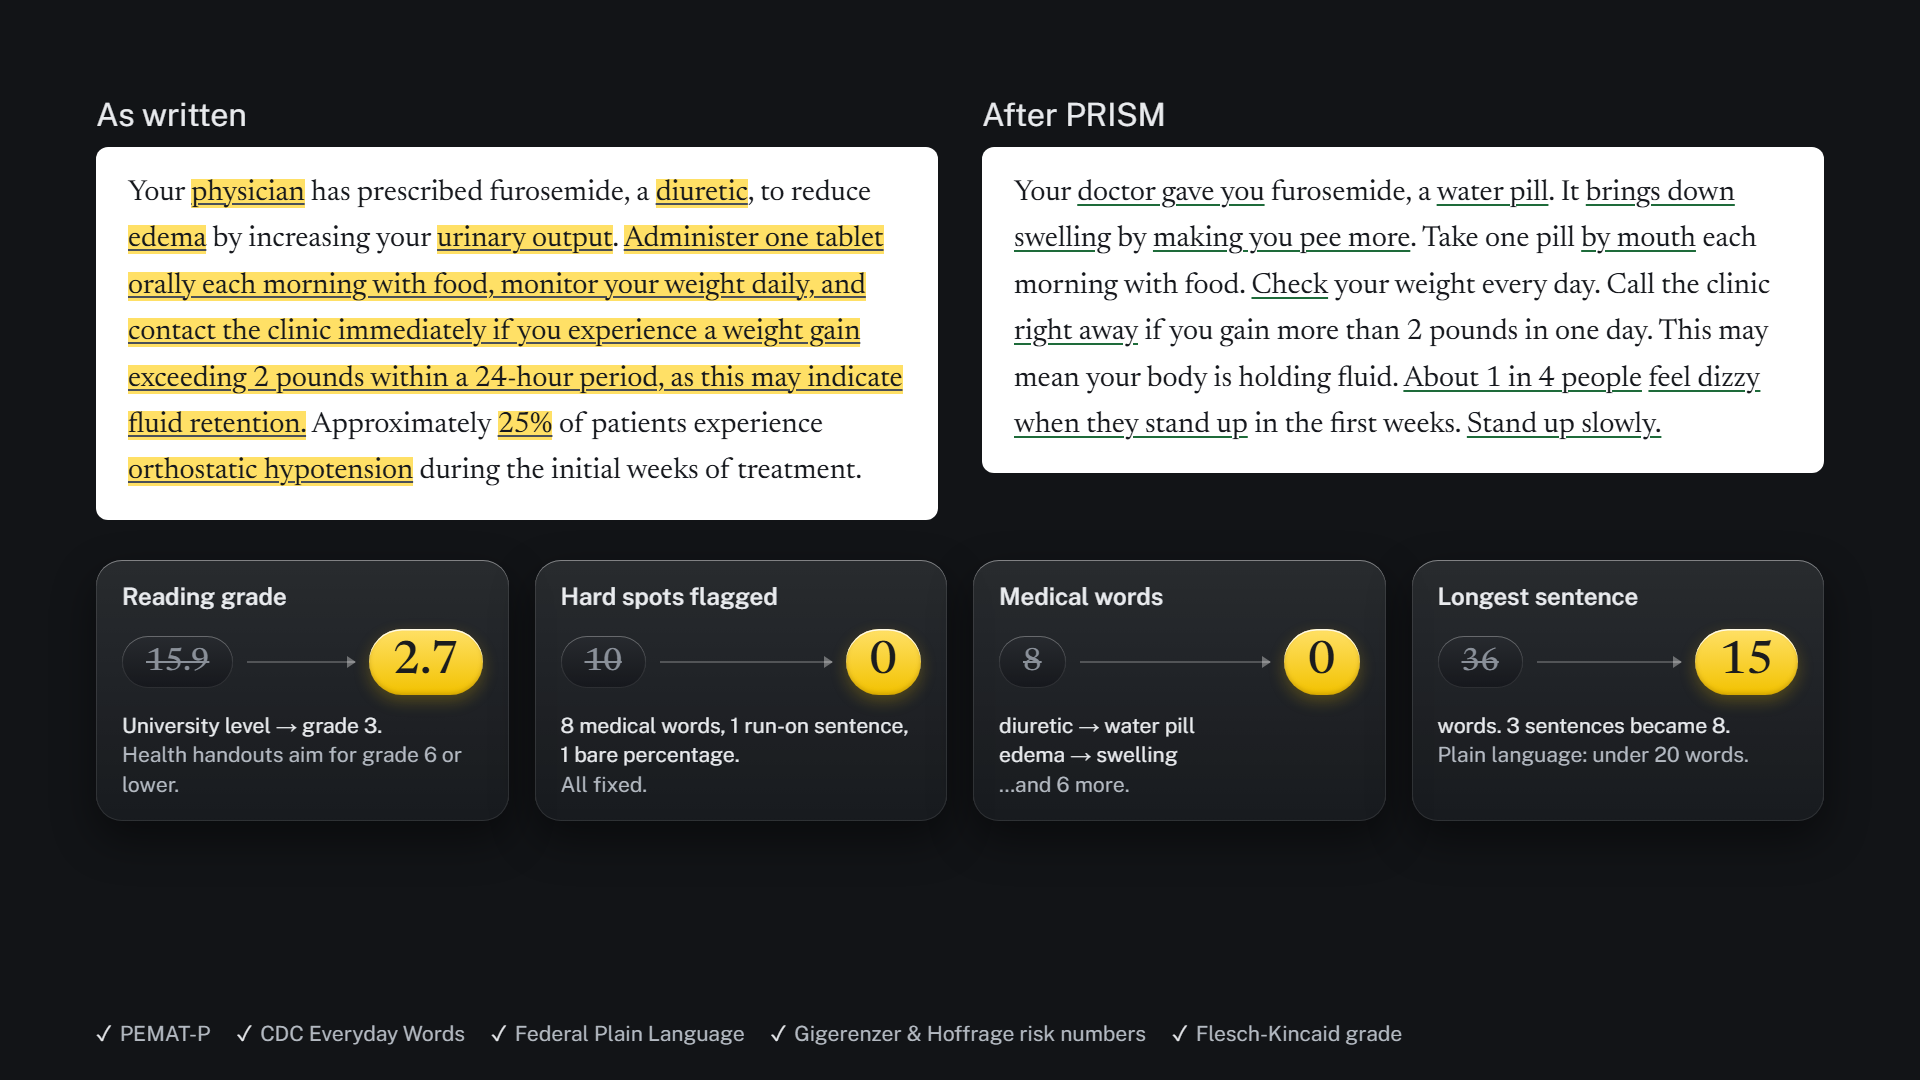 As written
Your physician has prescribed furosemide, a diuretic, to reduce
edema by increasing your urinary output. Administer one tablet
orally each morning with food, monitor your weight daily, and
contact the clinic immediately if you experience a weight gain
exceeding 2 pounds within a 24-hour period, as this may indicate
fluid retention. Approximately 25% of patients experience
orthostatic hypotension during the initial weeks of treatment.
After PRISM
Your doctor gave you furosemide, a water pill. It brings down
swelling by making you pee more. Take one pill by mouth each
morning with food. Check your weight every day. Call the clinic
right away if you gain more than 2 pounds in one day. This may
mean your body is holding fluid. About 1 in 4 people feel dizzy
when they stand up in the first weeks. Stand up slowly.
Reading grade
15.9 → 2.7
University level → grade 3.
Health handouts aim for grade 6 or
lower.
Hard spots flagged
10 → 0
8 medical words, 1 run-on sentence,
1 bare percentage.
All fixed.
Medical words
8 → 0
diuretic → water pill
edema → swelling
...and 6 more.
Longest sentence
36 → 15
words. 3 sentences became 8.
Plain language: under 20 words.
✓ PEMAT-P ✓ CDC Everyday Words ✓ Federal Plain Language ✓ Gigerenzer & Hoffrage risk numbers ✓ Flesch-Kincaid grade